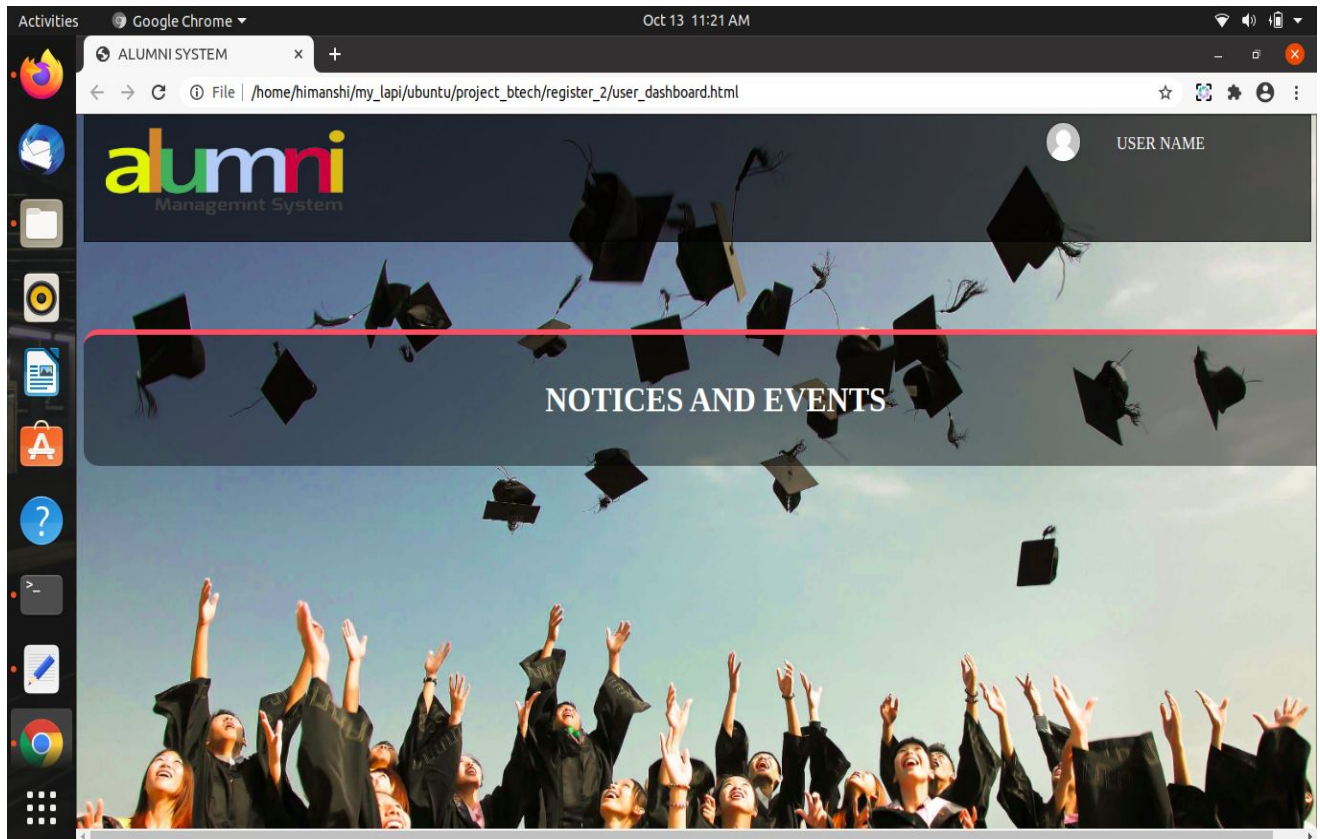 Activities Google Chrome Oct 13 11:21 AM
ALUMNI SYSTEM
File /home/himanshi/my_lapi/ubuntu/project_btech/register_2/user_dashboard.html
alumni
Managemnt System
USER NAME
NOTICES AND EVENTS